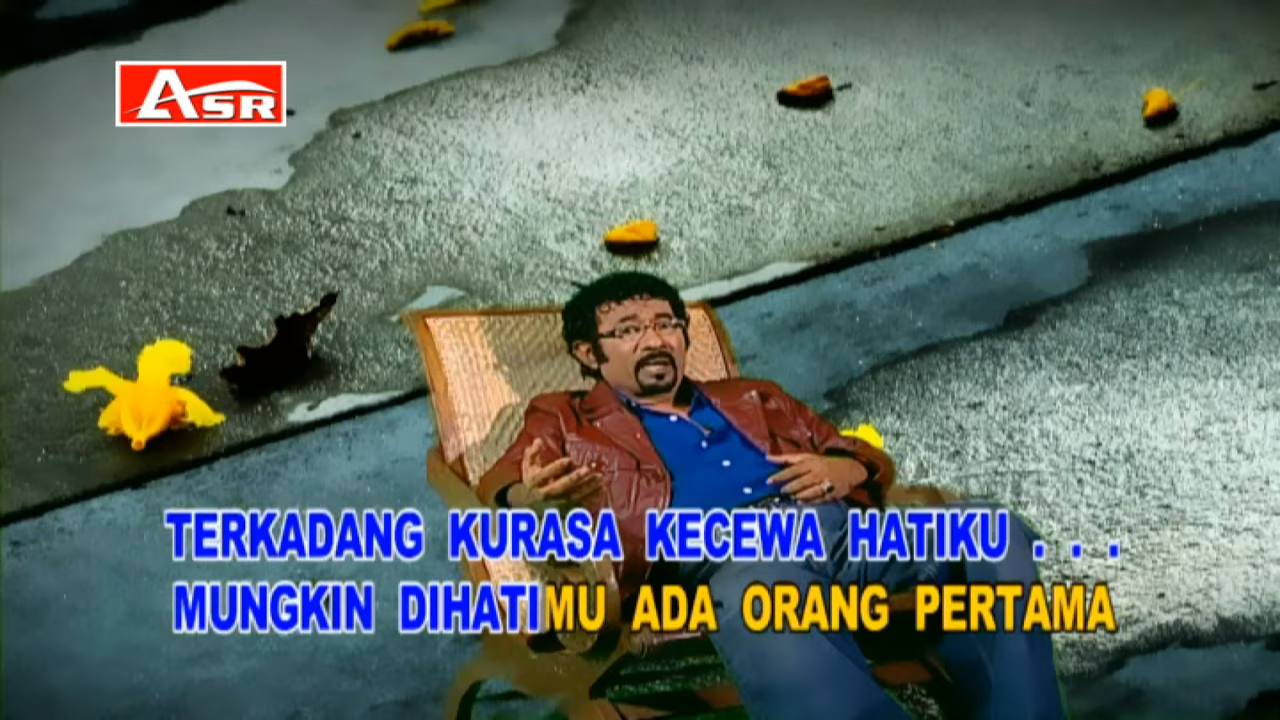 ASR
TERKADANG KURASA KECEWA HATIKU . . .
MUNGKIN DIHATIMU ADA ORANG PERTAMA